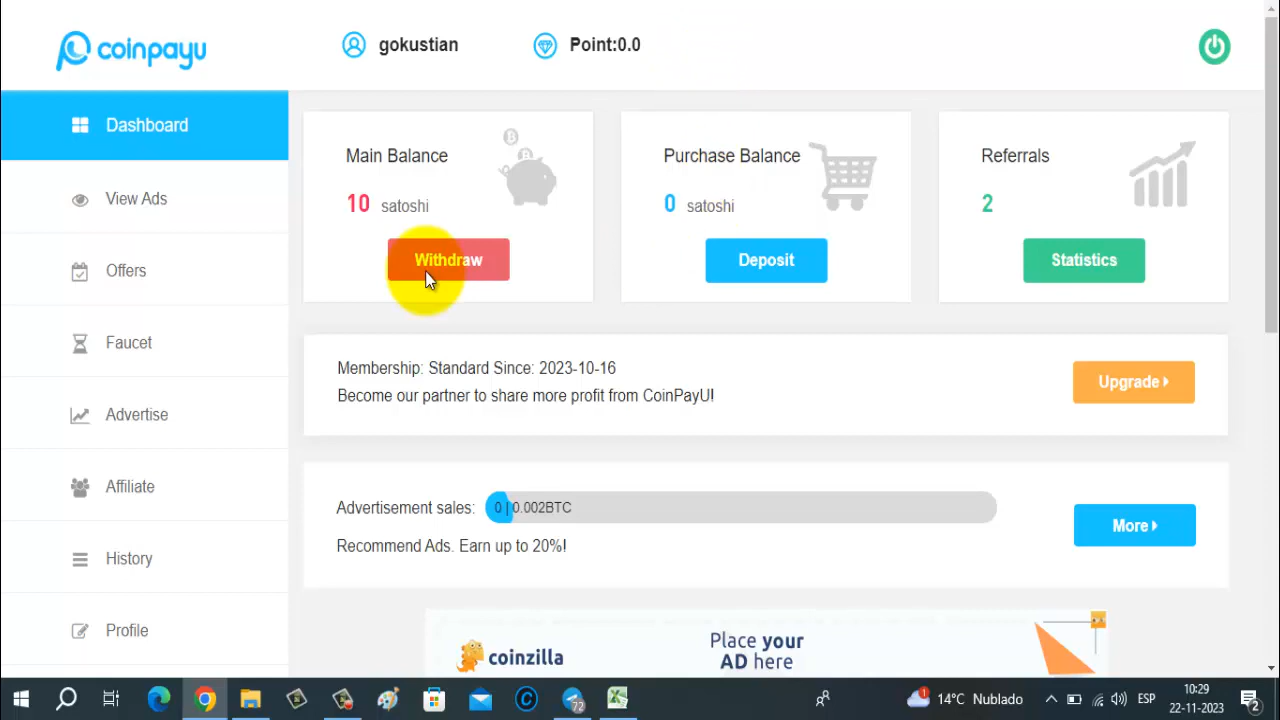 coinpayu
gokustian
Point:0.0
Dashboard
View Ads
Offers
Faucet
Advertise
Affiliate
History
Profile
Main Balance
10 satoshi
Withdraw
Purchase Balance
0 satoshi
Deposit
Referrals
2
Statistics
Membership: Standard Since: 2023-10-16
Become our partner to share more profit from CoinPayU!
Upgrade
Advertisement sales: 0 | 0.002BTC
Recommend Ads. Earn up to 20%!
More
coinzilla
Place your
AD here
72
1
14°C Nublado
ESP
10:29
22-11-2023
2